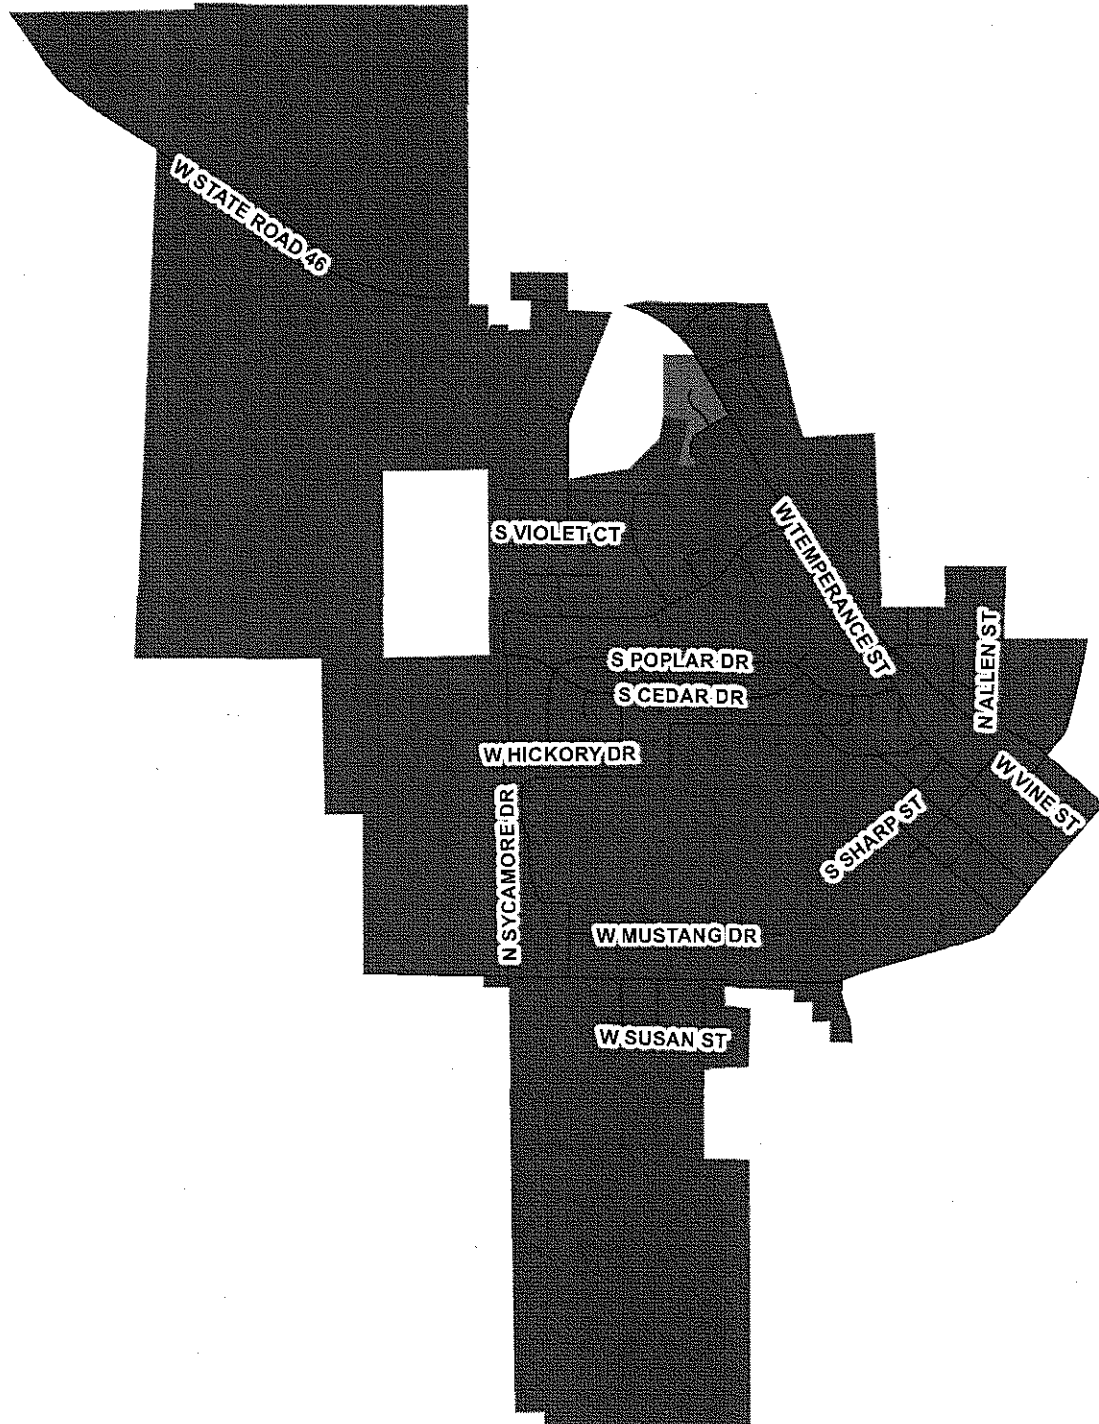 W STATE ROAD 46
S VIOLET CT
W TEMPERANCE ST
N ALLEN ST
S POPLAR DR
S CEDAR DR
W HICKORY DR
W VINE ST
S SHARP ST
N SYCAMORE DR
W MUSTANG DR
W SUSAN ST